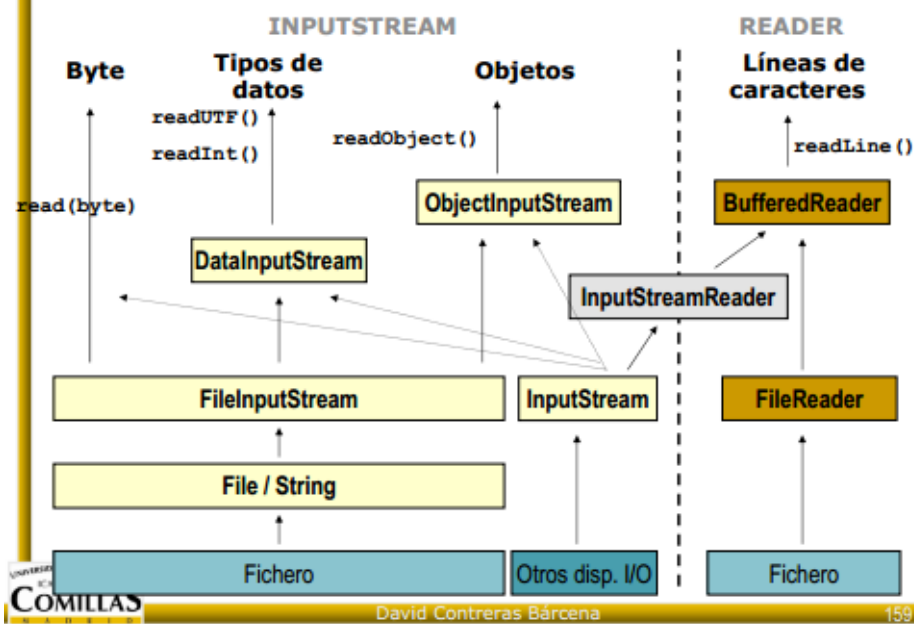 INPUTSTREAM
READER
Byte
Tipos de
datos
Objetos
Líneas de
caracteres
readUTF()
readInt()
readObject()
readLine()
read(byte)
ObjectInputStream
BufferedReader
DataInputStream
InputStreamReader
FileInputStream
InputStream
FileReader
File / String
Fichero
Otros disp. I/O
Fichero
COMILLAS
MADRID
David Contreras Bárcena
159